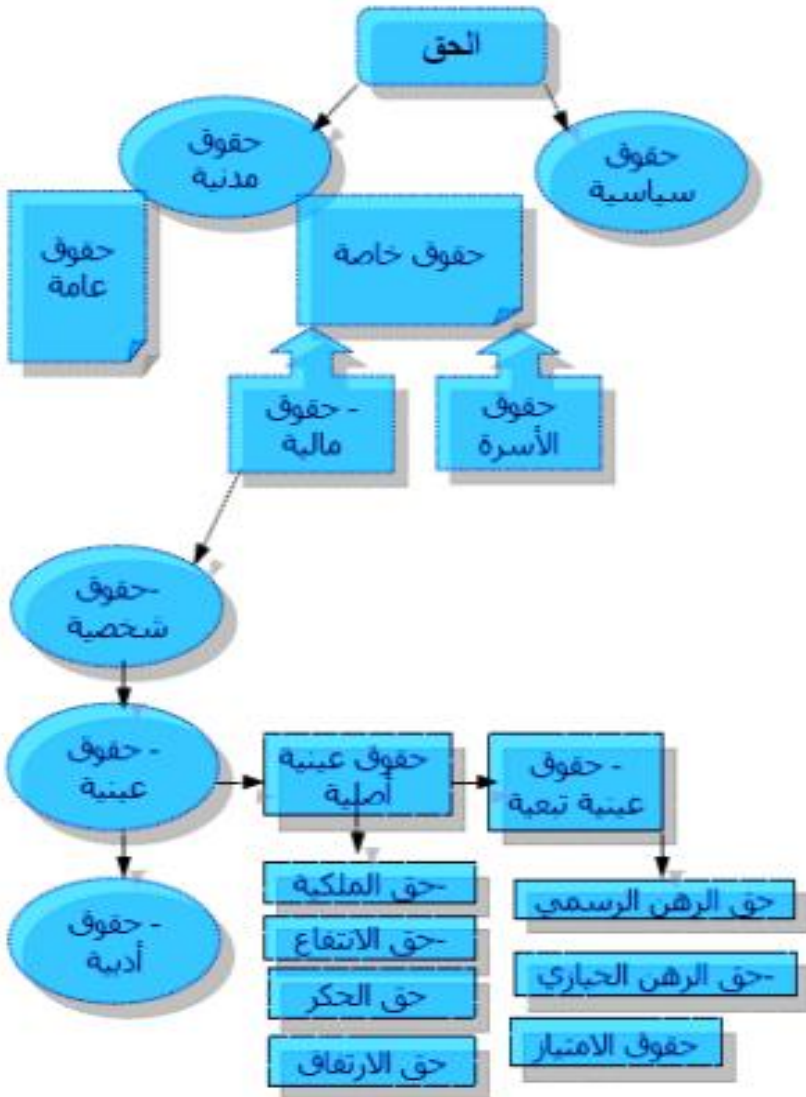 الحق
حقوق
مدنية
حقوق
سياسية
حقوق
عامة
حقوق خاصة
- حقوق
مالية
حقوق
الأسرة
-حقوق
شخصية
- حقوق
عينية
حقوق عينية
أصلية
- حقوق
عينية تبعية
- حقوق
أدبية
-حق الملكية
-حق الانتفاع
حق الحكر
حق الارتفاق
حق الرهن الرسمي
-حق الرهن الحيازي
حقوق الامتياز